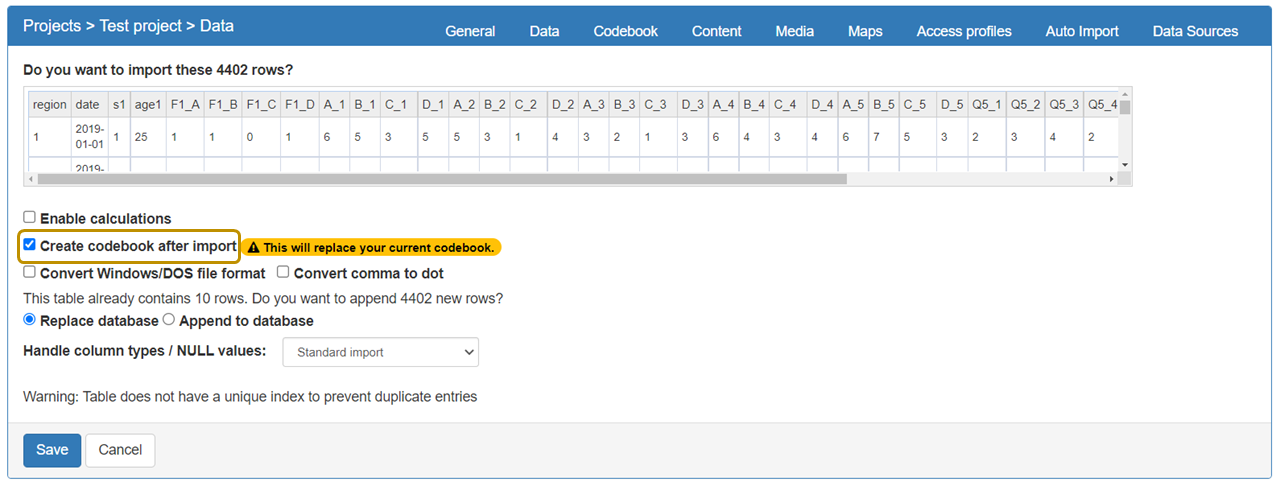 Projects > Test project > Data General Data Codebook Content Media Maps Access profiles Auto Import Data Sources
Do you want to import these 4402 rows?
region date s1 age1 F1_A F1_B F1_C F1_D A_1 B_1 C_1 D_1 A_2 B_2 C_2 D_2 A_3 B_3 C_3 D_3 A_4 B_4 C_4 D_4 A_5 B_5 C_5 D_5 Q5_1 Q5_2 Q5_3 Q5_4
1 2019-01-01 1 25 1 1 0 1 6 5 3 5 5 3 1 4 3 2 1 3 6 4 3 4 6 7 5 3 2 3 4 2
2019-
Enable calculations
Create codebook after import This will replace your current codebook.
Convert Windows/DOS file format Convert comma to dot
This table already contains 10 rows. Do you want to append 4402 new rows?
Replace database Append to database
Handle column types / NULL values: Standard import
Warning: Table does not have a unique index to prevent duplicate entries
Save Cancel